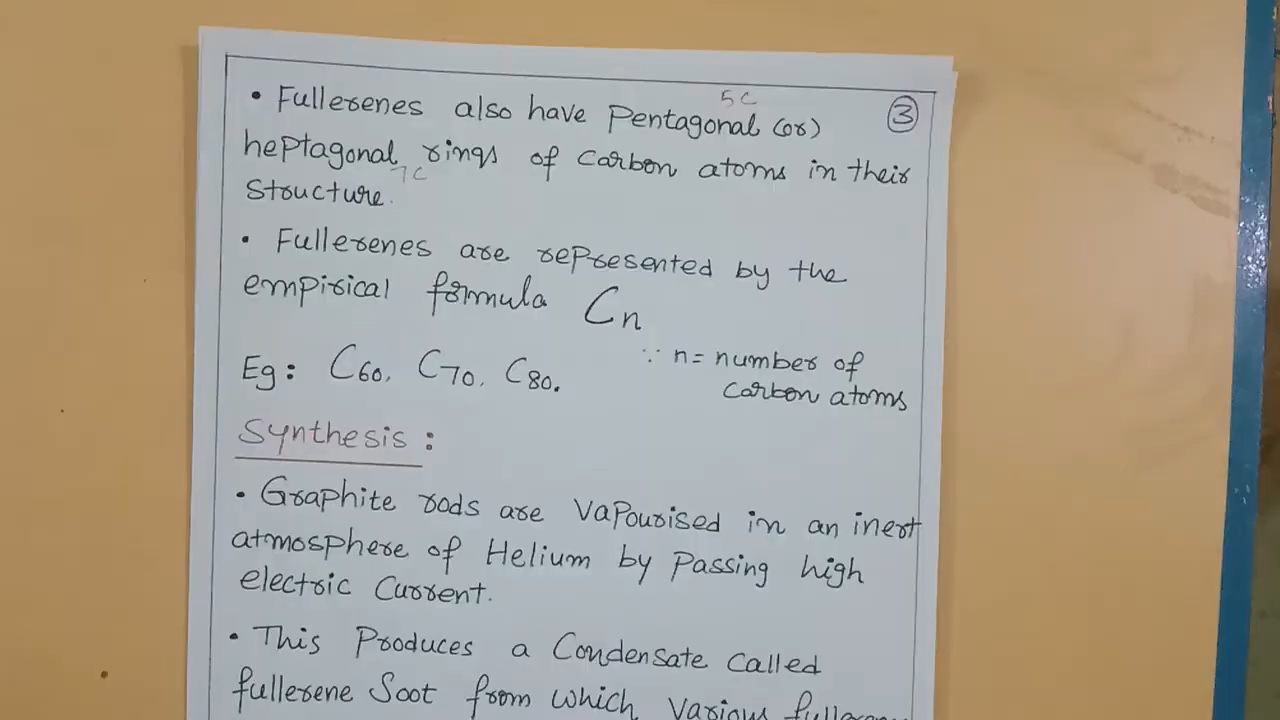 5C
• Fullerenes also have Pentagonal (or) ③
heptagonal rings of carbon atoms in their
7C
Structure.
• Fullerenes are represented by the
empirical formula Cn
∵ n = number of
carbon atoms
Eg: C60, C70, C80.
Synthesis:
• Graphite rods are vapourised in an inert
atmosphere of Helium by passing high
electric current.
• This Produces a Condensate called
fullerene Soot from which various